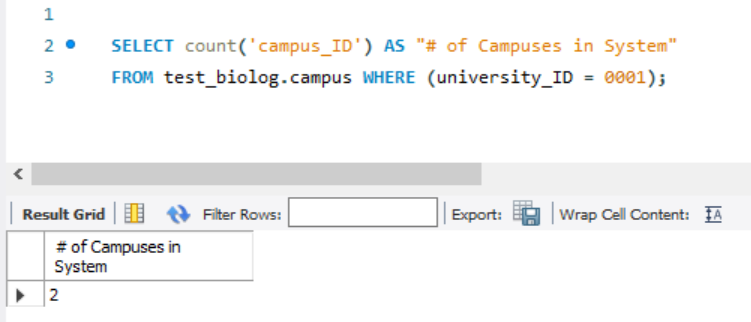 1
2 SELECT count('campus_ID') AS "# of Campuses in System"
3 FROM test_biolog.campus WHERE (university_ID = 0001);
Result Grid Filter Rows: Export: Wrap Cell Content: IA
# of Campuses in
System
2